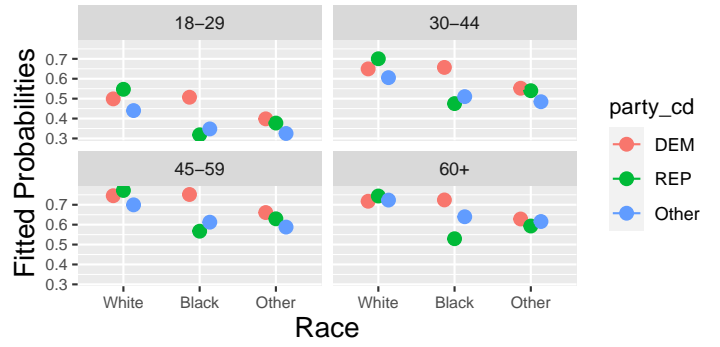 18−29
30−44
0.7
0.6
0.5
0.4
0.3
45−59
60+
0.7
0.6
0.5
0.4
0.3
White
Black
Other
White
Black
Other
Race
Fitted Probabilities
party_cd
DEM
REP
Other